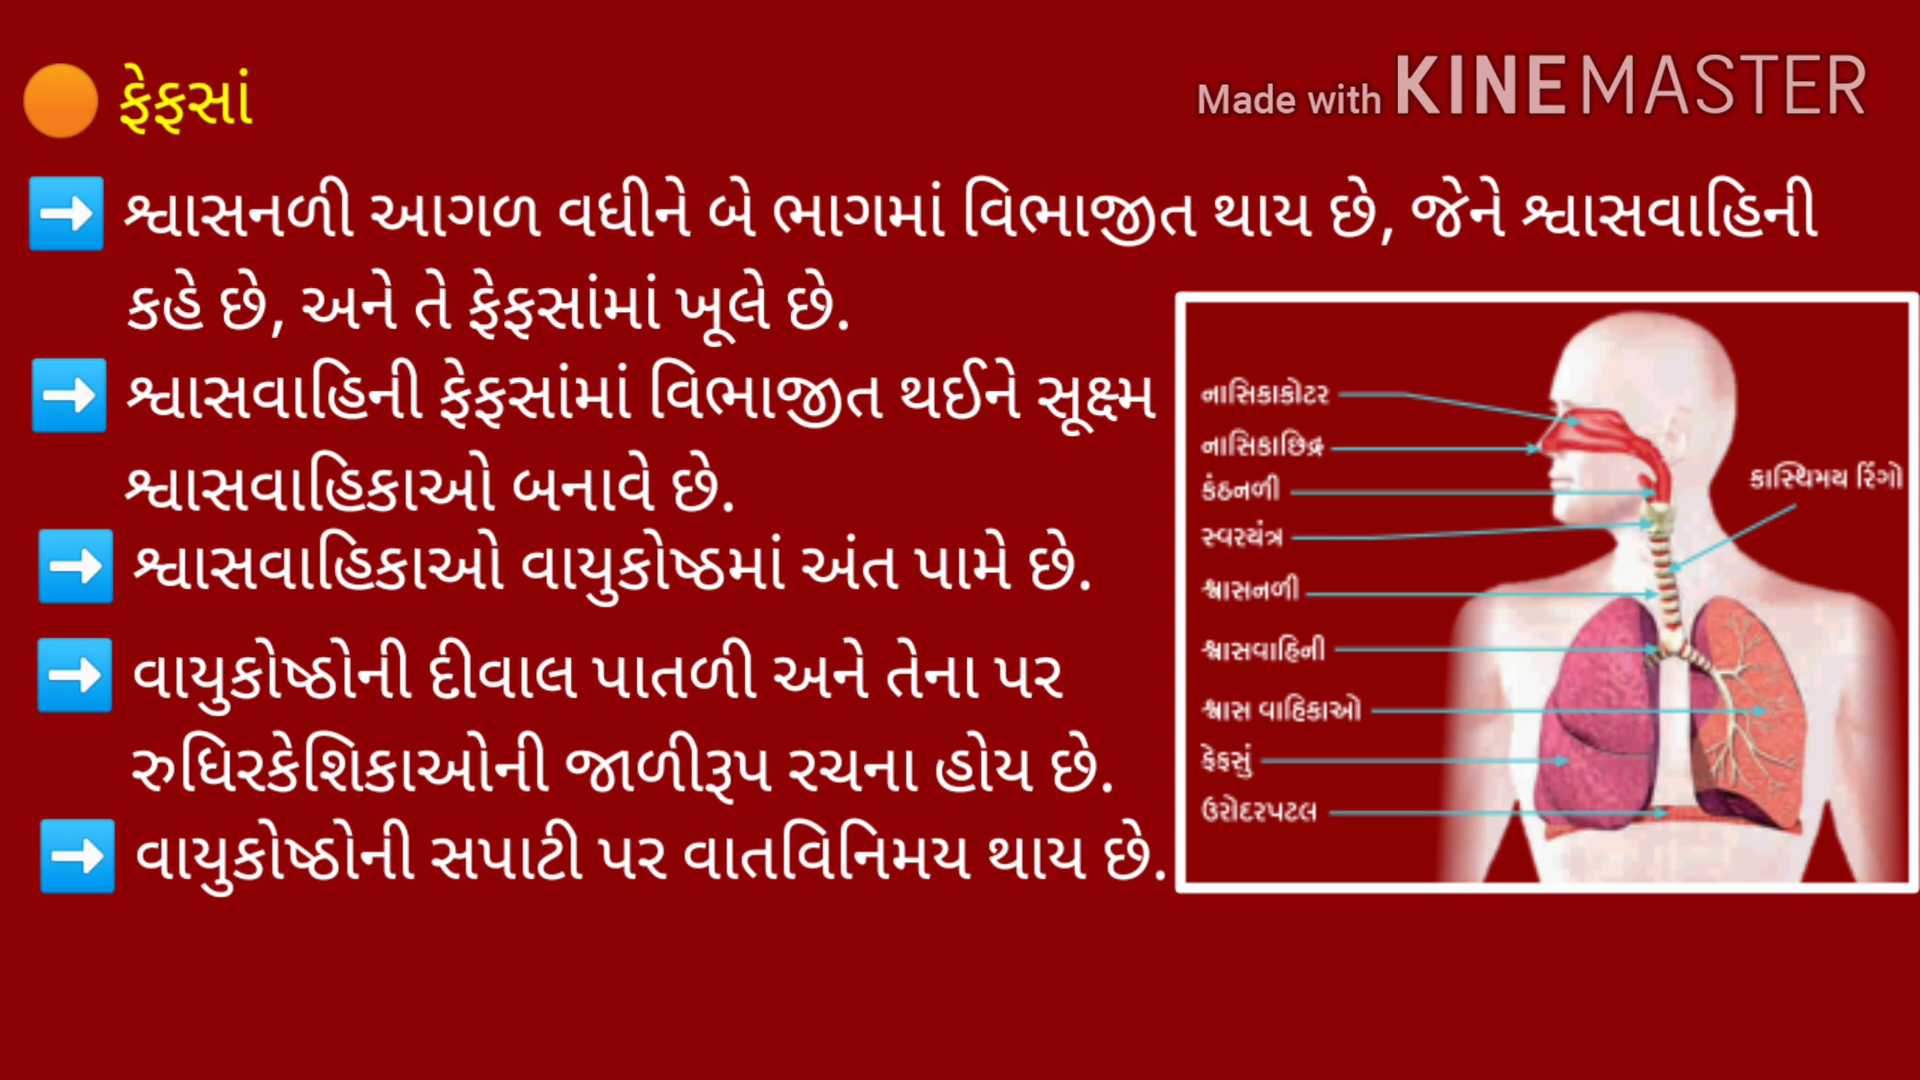 ફેફસાં
Made with KINEMASTER
શ્વાસનળી આગળ વધીને બે ભાગમાં વિભાજીત થાય છે, જેને શ્વાસવાહિની
કહે છે, અને તે ફેફસાંમાં ખૂલે છે.
શ્વાસવાહિની ફેફસાંમાં વિભાજીત થઈને સૂક્ષ્મ
શ્વાસવાહિકાઓ બનાવે છે.
શ્વાસવાહિકાઓ વાયુકોષ્ઠમાં અંત પામે છે.
વાયુકોષ્ઠોની દીવાલ પાતળી અને તેના પર
રુધિરકેશિકાઓની જાળીરૂપ રચના હોય છે.
વાયુકોષ્ઠોની સપાટી પર વાતવિનિમય થાય છે.
નાસિકાકોટર
નાસિકાછિદ્ર
કંઠનળી
સ્વરયંત્ર
શ્વાસનળી
શ્વાસવાહિની
શ્વાસ વાહિકાઓ
ફેફસું
ઉરોદરપટલ
કાસ્થિમય રિંગો